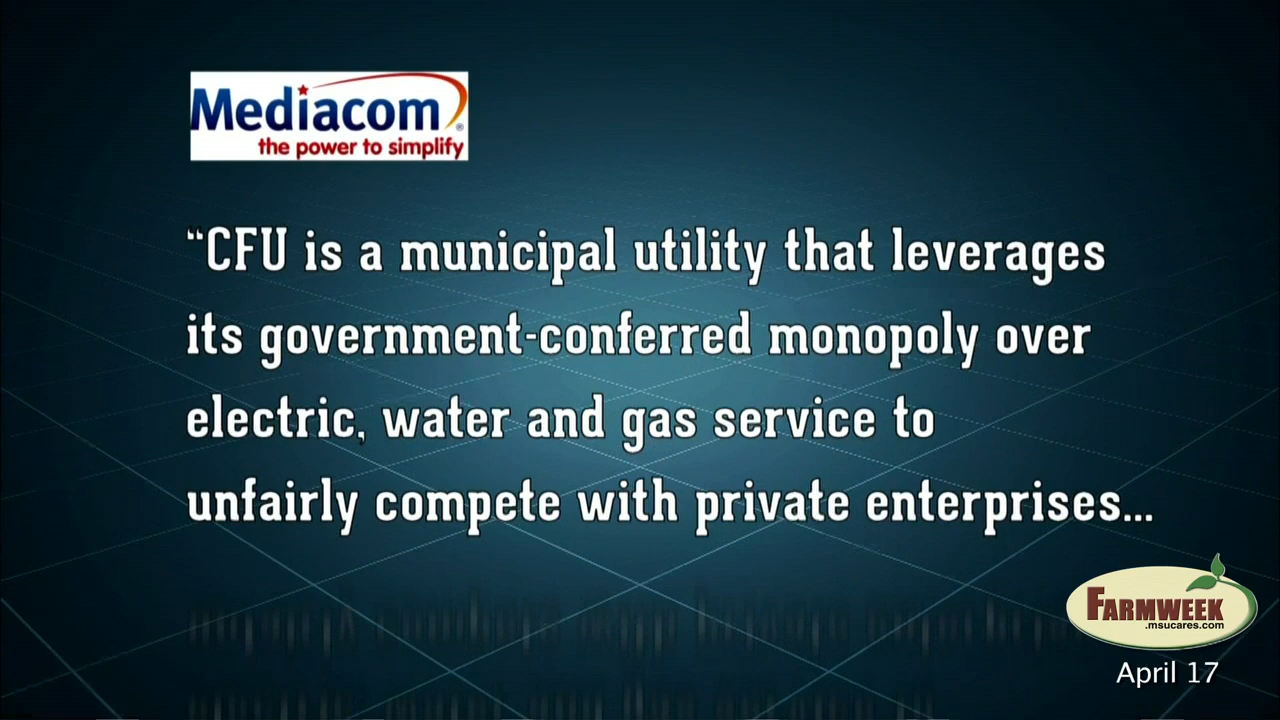 Mediacom®
the power to simplify
“CFU is a municipal utility that leverages
its government-conferred monopoly over
electric, water and gas service to
unfairly compete with private enterprises...
FARMWEEK
.msucares.com
April 17